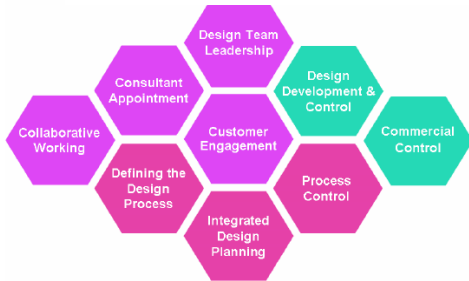 Design Team
Leadership
Consultant
Appointment
Design
Development &
Control
Collaborative
Working
Customer
Engagement
Commercial
Control
Defining the
Design
Process
Process
Control
Integrated
Design
Planning